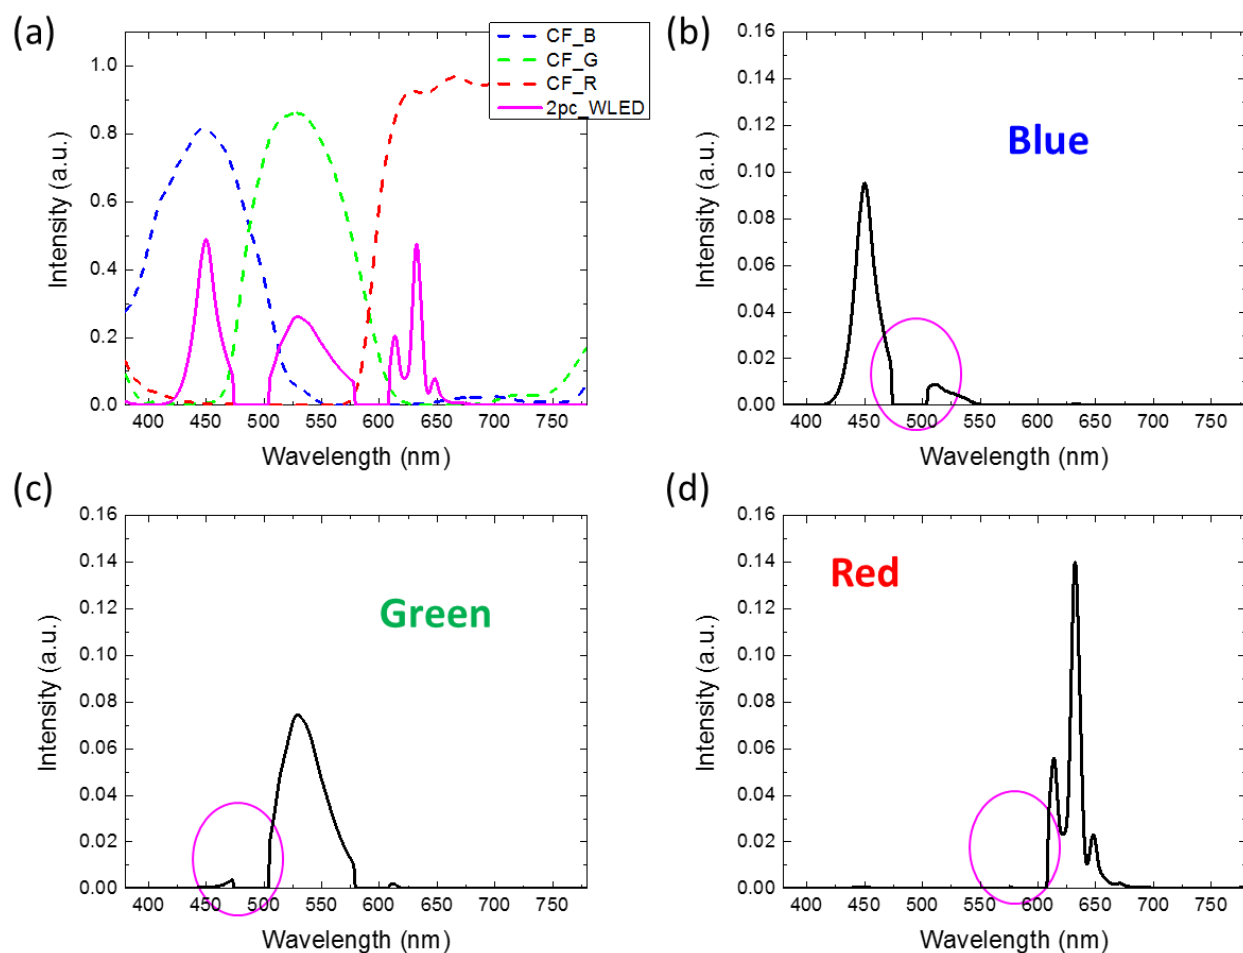 (a)
CF_B
CF_G
CF_R
2pc_WLED
1.0
0.8
0.6
0.4
0.2
0.0
Intensity (a.u.)
400 450 500 550 600 650 700 750
Wavelength (nm)
(b)
Blue
0.16
0.14
0.12
0.10
0.08
0.06
0.04
0.02
0.00
Intensity (a.u.)
400 450 500 550 600 650 700 750
Wavelength (nm)
(c)
Green
0.16
0.14
0.12
0.10
0.08
0.06
0.04
0.02
0.00
Intensity (a.u.)
400 450 500 550 600 650 700 750
Wavelength (nm)
(d)
Red
0.16
0.14
0.12
0.10
0.08
0.06
0.04
0.02
0.00
Intensity (a.u.)
400 450 500 550 600 650 700 750
Wavelength (nm)